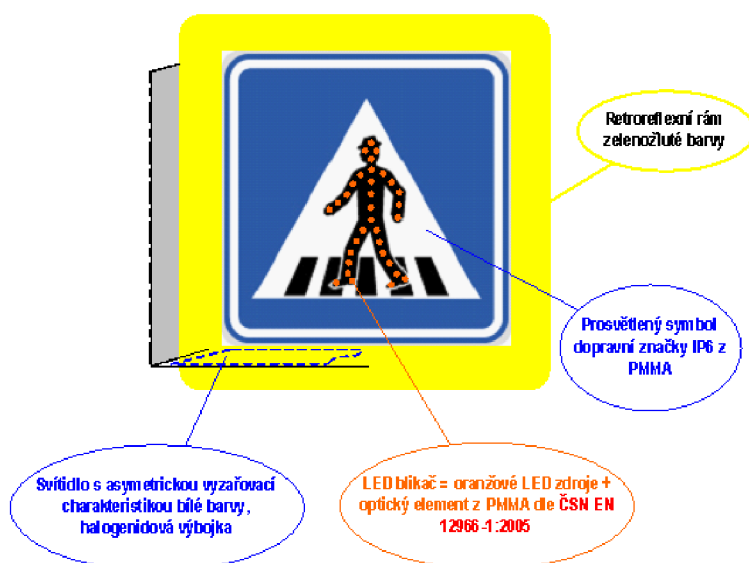 Retroreflexní rám
zelenožluté barvy
Prosvětlený symbol
dopravní značky IP6 z
PMMA
Svítidlo s asymetrickou vyzařovací
charakteristikou bílé barvy,
halogenidová výbojka
LED blikač = oranžové LED zdroje +
optický element z PMMA dle ČSN EN
12966-1:2005